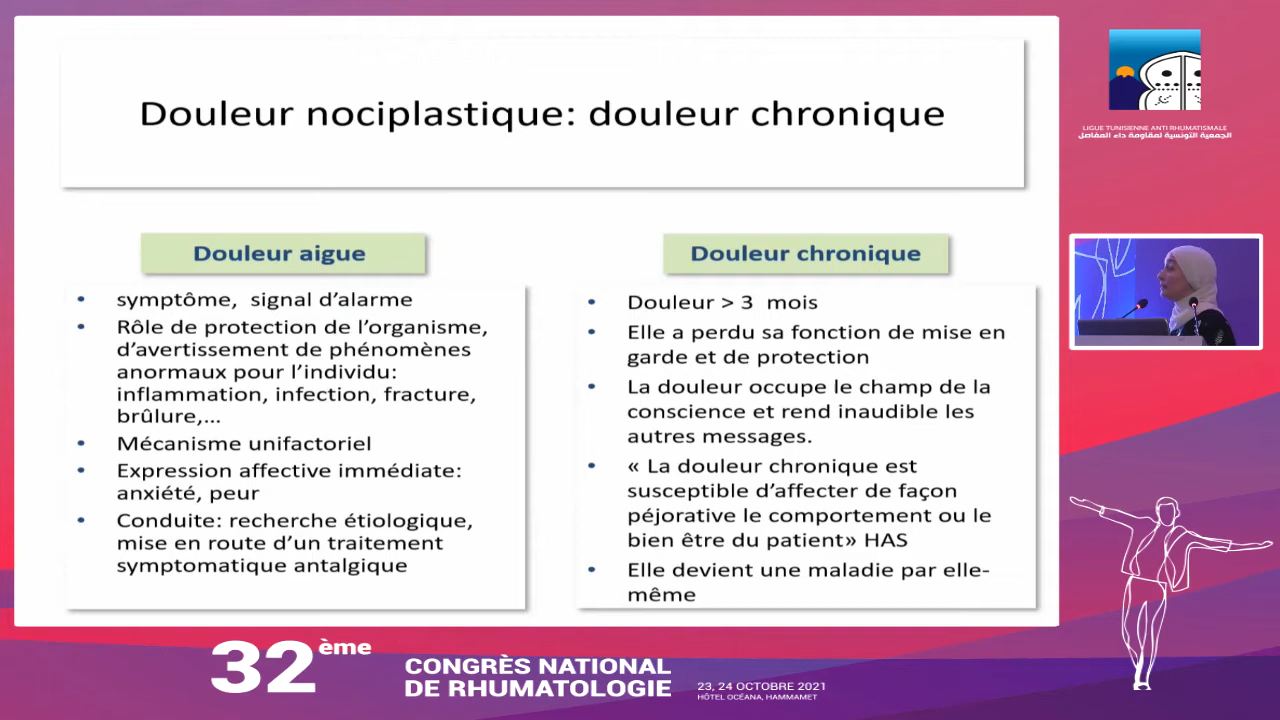 Douleur nociplastique: douleur chronique
Douleur aigue
• symptôme, signal d'alarme
• Rôle de protection de l'organisme,
d'avertissement de phénomènes
anormaux pour l'individu:
inflammation, infection, fracture,
brûlure,...
• Mécanisme unifactoriel
• Expression affective immédiate:
anxiété, peur
• Conduite: recherche étiologique,
mise en route d'un traitement
symptomatique antalgique
Douleur chronique
• Douleur > 3 mois
• Elle a perdu sa fonction de mise en
garde et de protection
• La douleur occupe le champ de la
conscience et rend inaudible les
autres messages.
• « La douleur chronique est
susceptible d'affecter de façon
péjorative le comportement ou le
bien être du patient» HAS
• Elle devient une maladie par elle-
même
LIGUE TUNISIENNE ANTI RHUMATISMALE
الجمعية التونسية لمقاومة داء المفاصل
32ème
CONGRÈS NATIONAL
DE RHUMATOLOGIE
23, 24 OCTOBRE 2021
HÔTEL OCÉANA, HAMMAMET